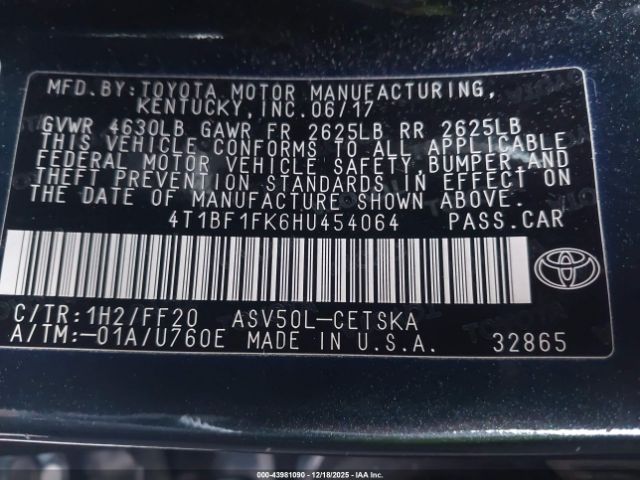 MFD.BY:TOYOTA MOTOR MANUFACTURING,
KENTUCKY,INC.06/17
GVWR 4630LB GAWR FR 2625LB RR 2625LB
THIS VEHICLE CONFORMS TO ALL APPLICABLE
FEDERAL MOTOR VEHICLE SAFETY,BUMPER,AND
THEFT PREVENTION STANDARDS IN EFFECT ON
THE DATE OF MANUFACTURE SHOWN ABOVE.
4T1BF1FK6HU454064 PASS.CAR
C/TR:1H2/FF20 ASV50L-CETSKA
A/TM:-01A/U760E MADE IN U.S.A. 32865
Stock: 000-43981090 | 12/18/2025 | Copyright: IAA